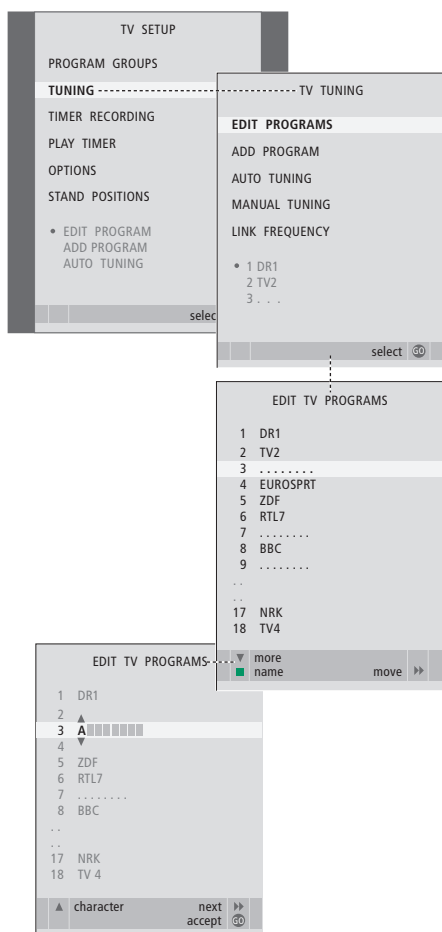 TV SETUP
PROGRAM GROUPS
TUNING
TIMER RECORDING
PLAY TIMER
OPTIONS
STAND POSITIONS
• EDIT PROGRAM
ADD PROGRAM
AUTO TUNING
selec
TV TUNING
EDIT PROGRAMS
ADD PROGRAM
AUTO TUNING
MANUAL TUNING
LINK FREQUENCY
• 1 DR1
2 TV2
3 . . .
select GO
EDIT TV PROGRAMS
1 DR1
2 TV2
3 . . . . . . . .
4 EUROSPRT
5 ZDF
6 RTL7
7 . . . . . . . .
8 BBC
9 . . . . . . . .
. .
. .
17 NRK
18 TV4
▼ more
name move ▶▶
EDIT TV PROGRAMS
1 DR1
2
3 A
4
5 ZDF
6 RTL7
7 . . . . . . . .
8 BBC
. .
. .
17 NRK
18 TV 4
▲ character next ▶▶
accept GO